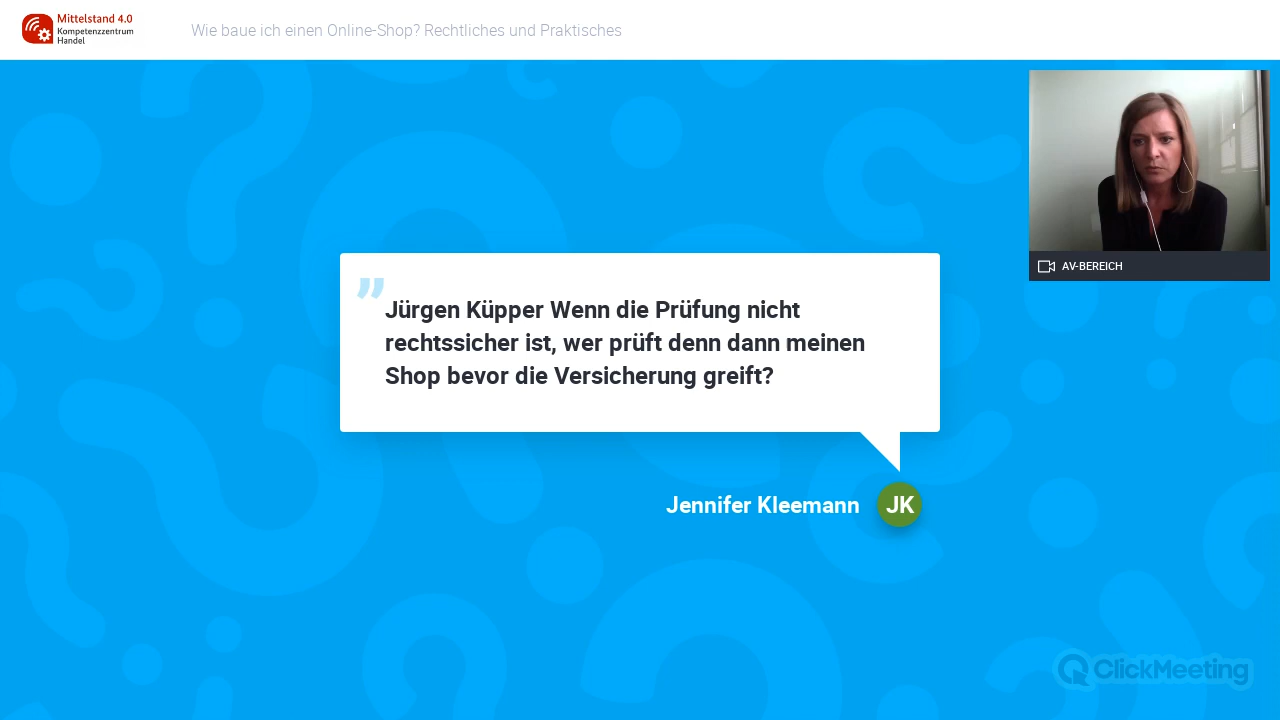 Mittelstand 4.0
Kompetenzzentrum
Handel
Wie baue ich einen Online-Shop? Rechtliches und Praktisches
AV-BEREICH
”
Jürgen Küpper Wenn die Prüfung nicht
rechtssicher ist, wer prüft denn dann meinen
Shop bevor die Versicherung greift?
Jennifer Kleemann JK
ClickMeeting